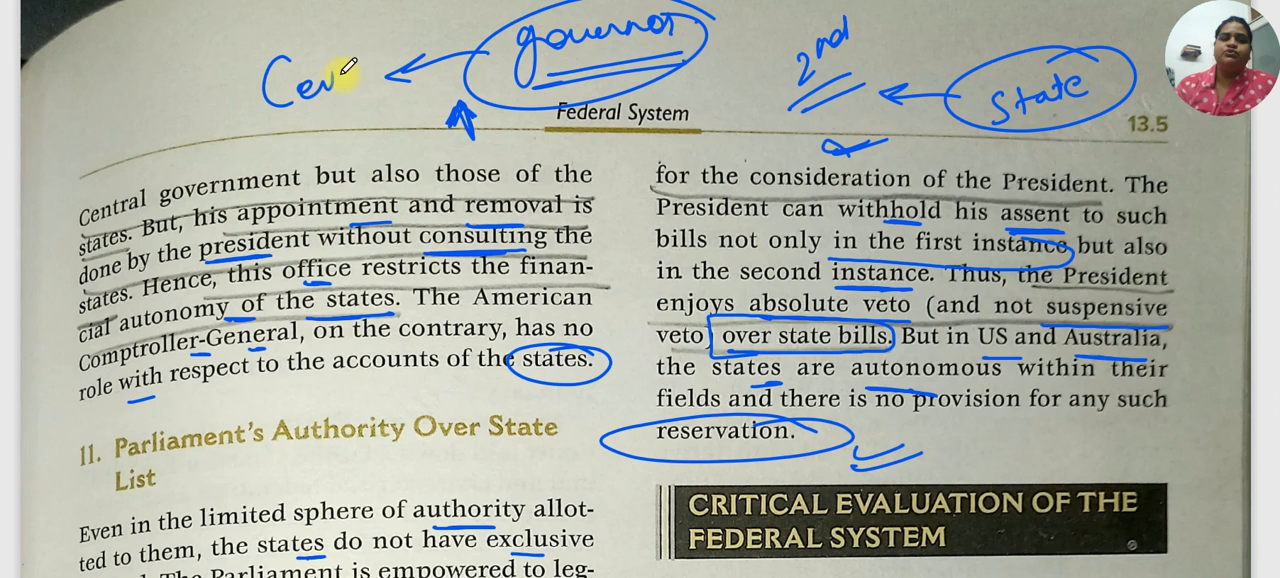 Cen
governor
2nd
State
Federal System
13.5
Central government but also those of the
states. But, his appointment and removal is
done by the president without consulting the
states. Hence, this office restricts the finan-
cial autonomy of the states. The American
Comptroller-General, on the contrary, has no
role with respect to the accounts of the states.
11. Parliament's Authority Over State
List
Even in the limited sphere of authority allot-
ted to them, the states do not have exclusive
The Parliament is empowered to leg-
for the consideration of the President. The
President can withhold his assent to such
bills not only in the first instance but also
in the second instance. Thus, the President
enjoys absolute veto (and not suspensive
veto) over state bills. But in US and Australia,
the states are autonomous within their
fields and there is no provision for any such
reservation.
CRITICAL EVALUATION OF THE
FEDERAL SYSTEM